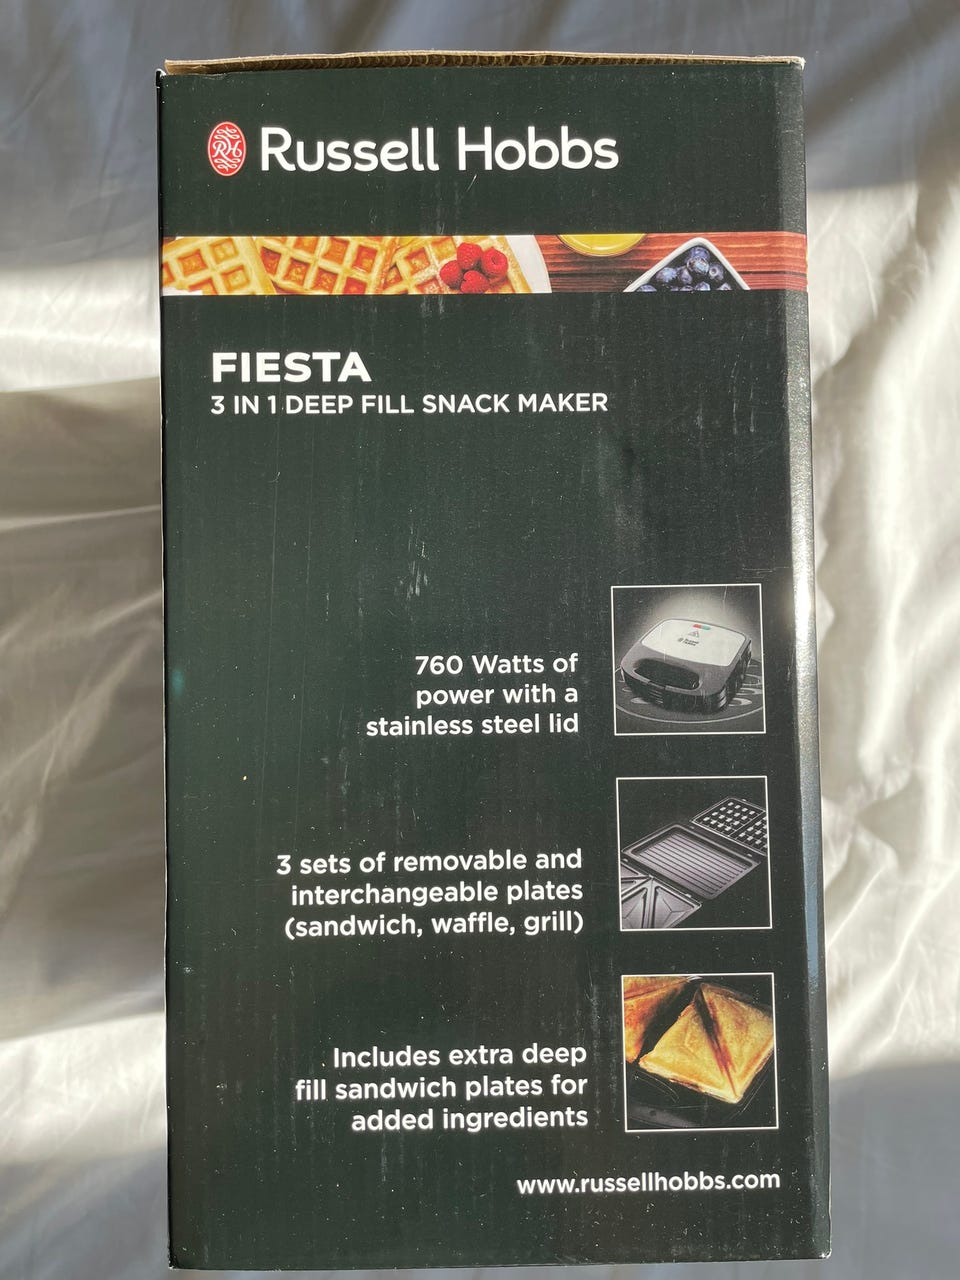 RH Russell Hobbs
FIESTA
3 IN 1 DEEP FILL SNACK MAKER
760 Watts of
power with a
stainless steel lid
3 sets of removable and
interchangeable plates
(sandwich, waffle, grill)
Includes extra deep
fill sandwich plates for
added ingredients
www.russellhobbs.com